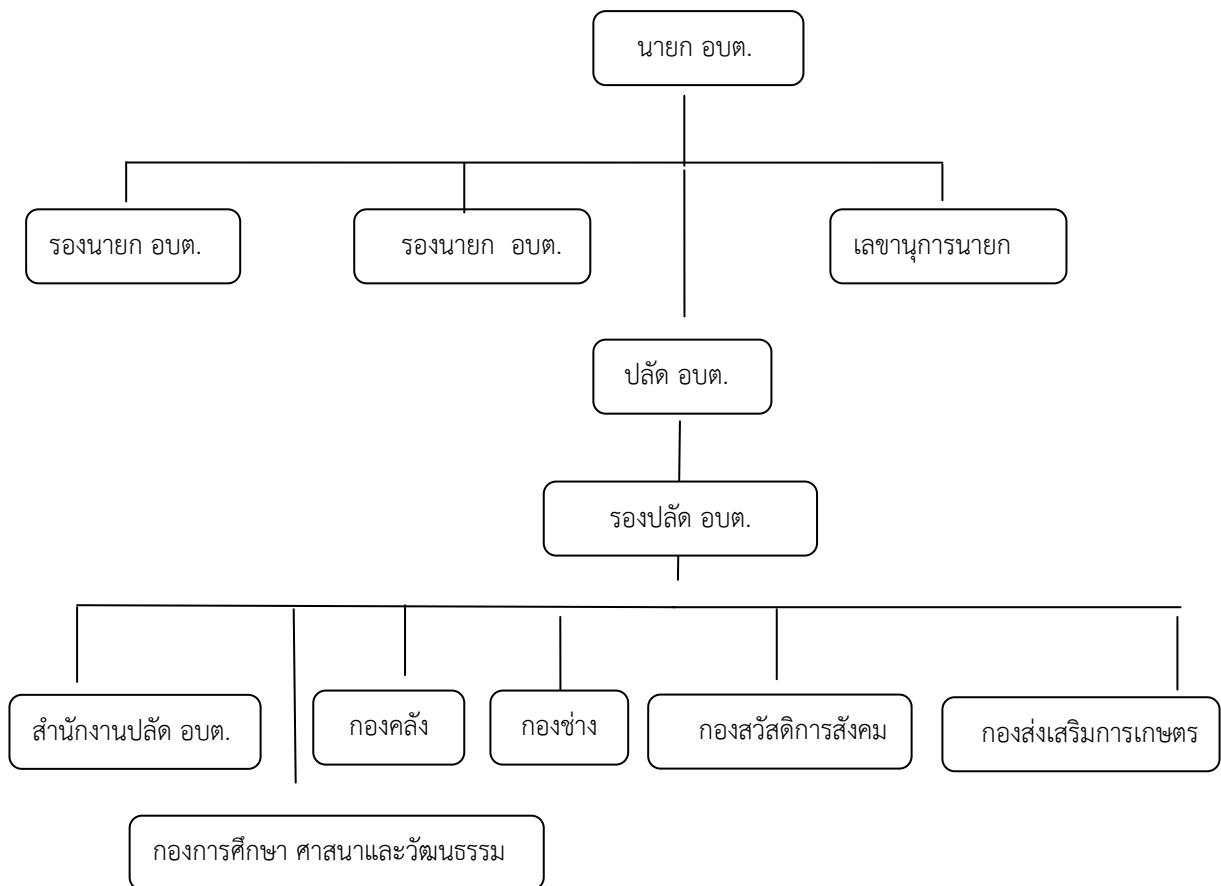 นายก อบต.
รองนายก อบต.
รองนายก อบต.
เลขานุการนายก
ปลัด อบต.
รองปลัด อบต.
สำนักงานปลัด อบต.
กองคลัง
กองช่าง
กองสวัสดิการสังคม
กองส่งเสริมการเกษตร
กองการศึกษา ศาสนาและวัฒนธรรม